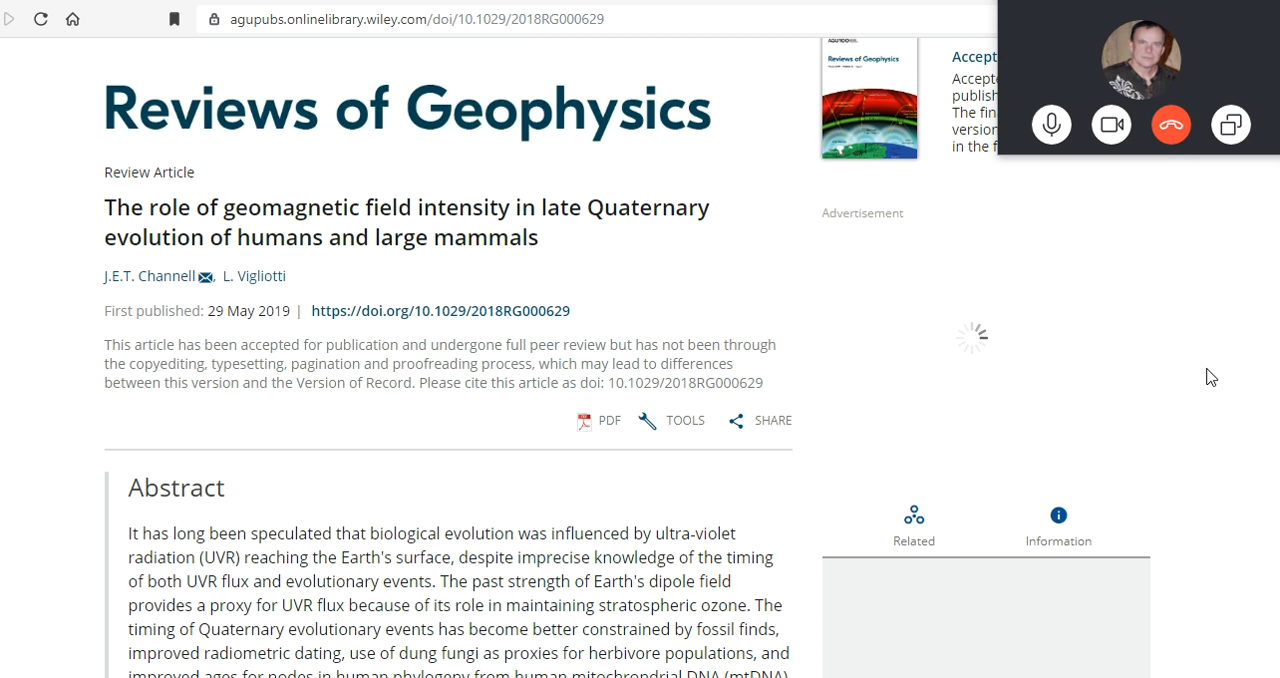 agupubs.onlinelibrary.wiley.com/doi/10.1029/2018RG000629
Reviews of Geophysics
Review Article
The role of geomagnetic field intensity in late Quaternary
evolution of humans and large mammals
J.E.T. Channell, L. Vigliotti
First published: 29 May 2019 | https://doi.org/10.1029/2018RG000629
This article has been accepted for publication and undergone full peer review but has not been through
the copyediting, typesetting, pagination and proofreading process, which may lead to differences
between this version and the Version of Record. Please cite this article as doi: 10.1029/2018RG000629
PDF TOOLS SHARE
Abstract
It has long been speculated that biological evolution was influenced by ultra-violet
radiation (UVR) reaching the Earth's surface, despite imprecise knowledge of the timing
of both UVR flux and evolutionary events. The past strength of Earth's dipole field
provides a proxy for UVR flux because of its role in maintaining stratospheric ozone. The
timing of Quaternary evolutionary events has become better constrained by fossil finds,
improved radiometric dating, use of dung fungi as proxies for herbivore populations, and
improved ages for nodes in human phylogeny from human mitochrondrial DNA (mtDNA)
Reviews of Geophysics
Accept
Accepte
publish
The fin
version
in the f
Advertisement
Related
Information